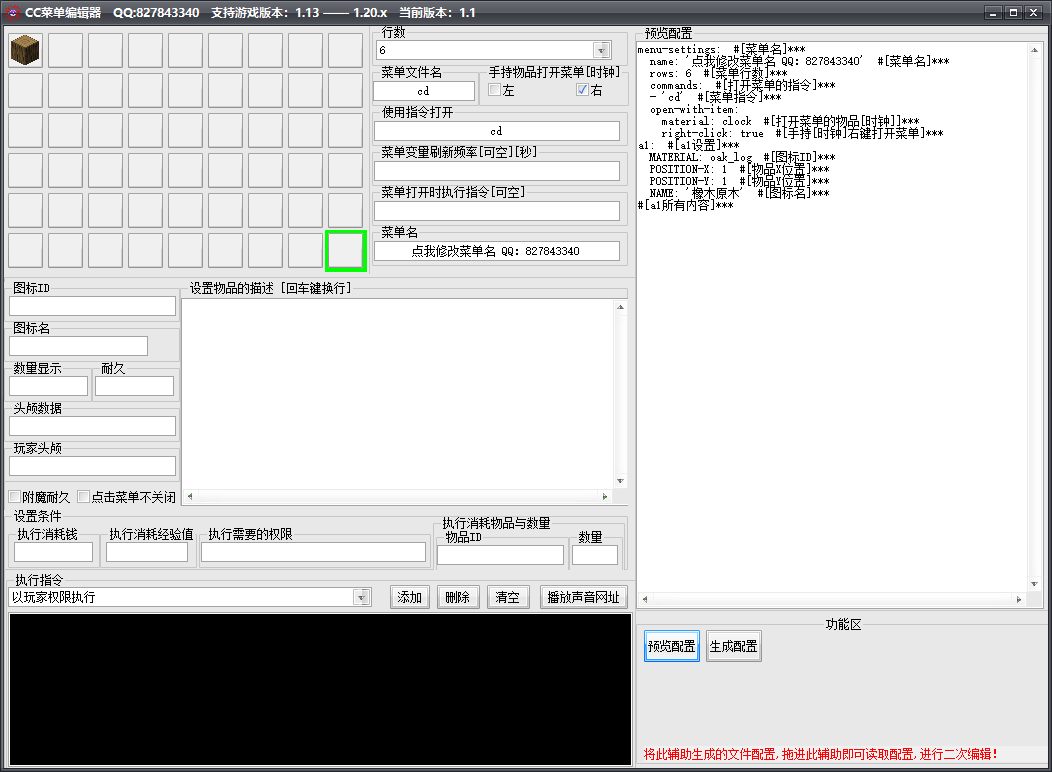 CC菜单编辑器 QQ:827843340 支持游戏版本：1.13 —— 1.20.x 当前版本：1.1
行数
6
菜单文件名
cd
手持物品打开菜单[时钟]
左
右
使用指令打开
cd
菜单变量刷新频率[可空][秒]
菜单打开时执行指令[可空]
菜单名
点我修改菜单名 QQ: 827843340
图标ID
图标名
数量显示
耐久
头颅数据
玩家头颅
附魔耐久
点击菜单不关闭
设置物品的描述 [回车键换行]
设置条件
执行消耗钱
执行消耗经验值
执行需要的权限
执行消耗物品与数量
物品ID
数量
执行指令
以玩家权限执行
添加
删除
清空
播放声音网址
预览配置
menu-settings: #[菜单名]***
name: '点我修改菜单名 QQ: 827843340' #[菜单名]***
rows: 6 #[菜单行数]***
commands: #[打开菜单的指令]***
- 'cd' #[菜单指令]***
open-with-item:
material: clock #[打开菜单的物品[时钟]]***
right-click: true #[手持[时钟]右键打开菜单]***
a1: #[a1设置]***
MATERIAL: oak_log #[图标ID]***
POSITION-X: 1 #[物品X位置]***
POSITION-Y: 1 #[物品Y位置]***
NAME: '橡木原木' #[图标名]***
#[a1所有内容]***
功能区
预览配置
生成配置
将此辅助生成的文件配置,拖进此辅助即可读取配置,进行二次编辑!